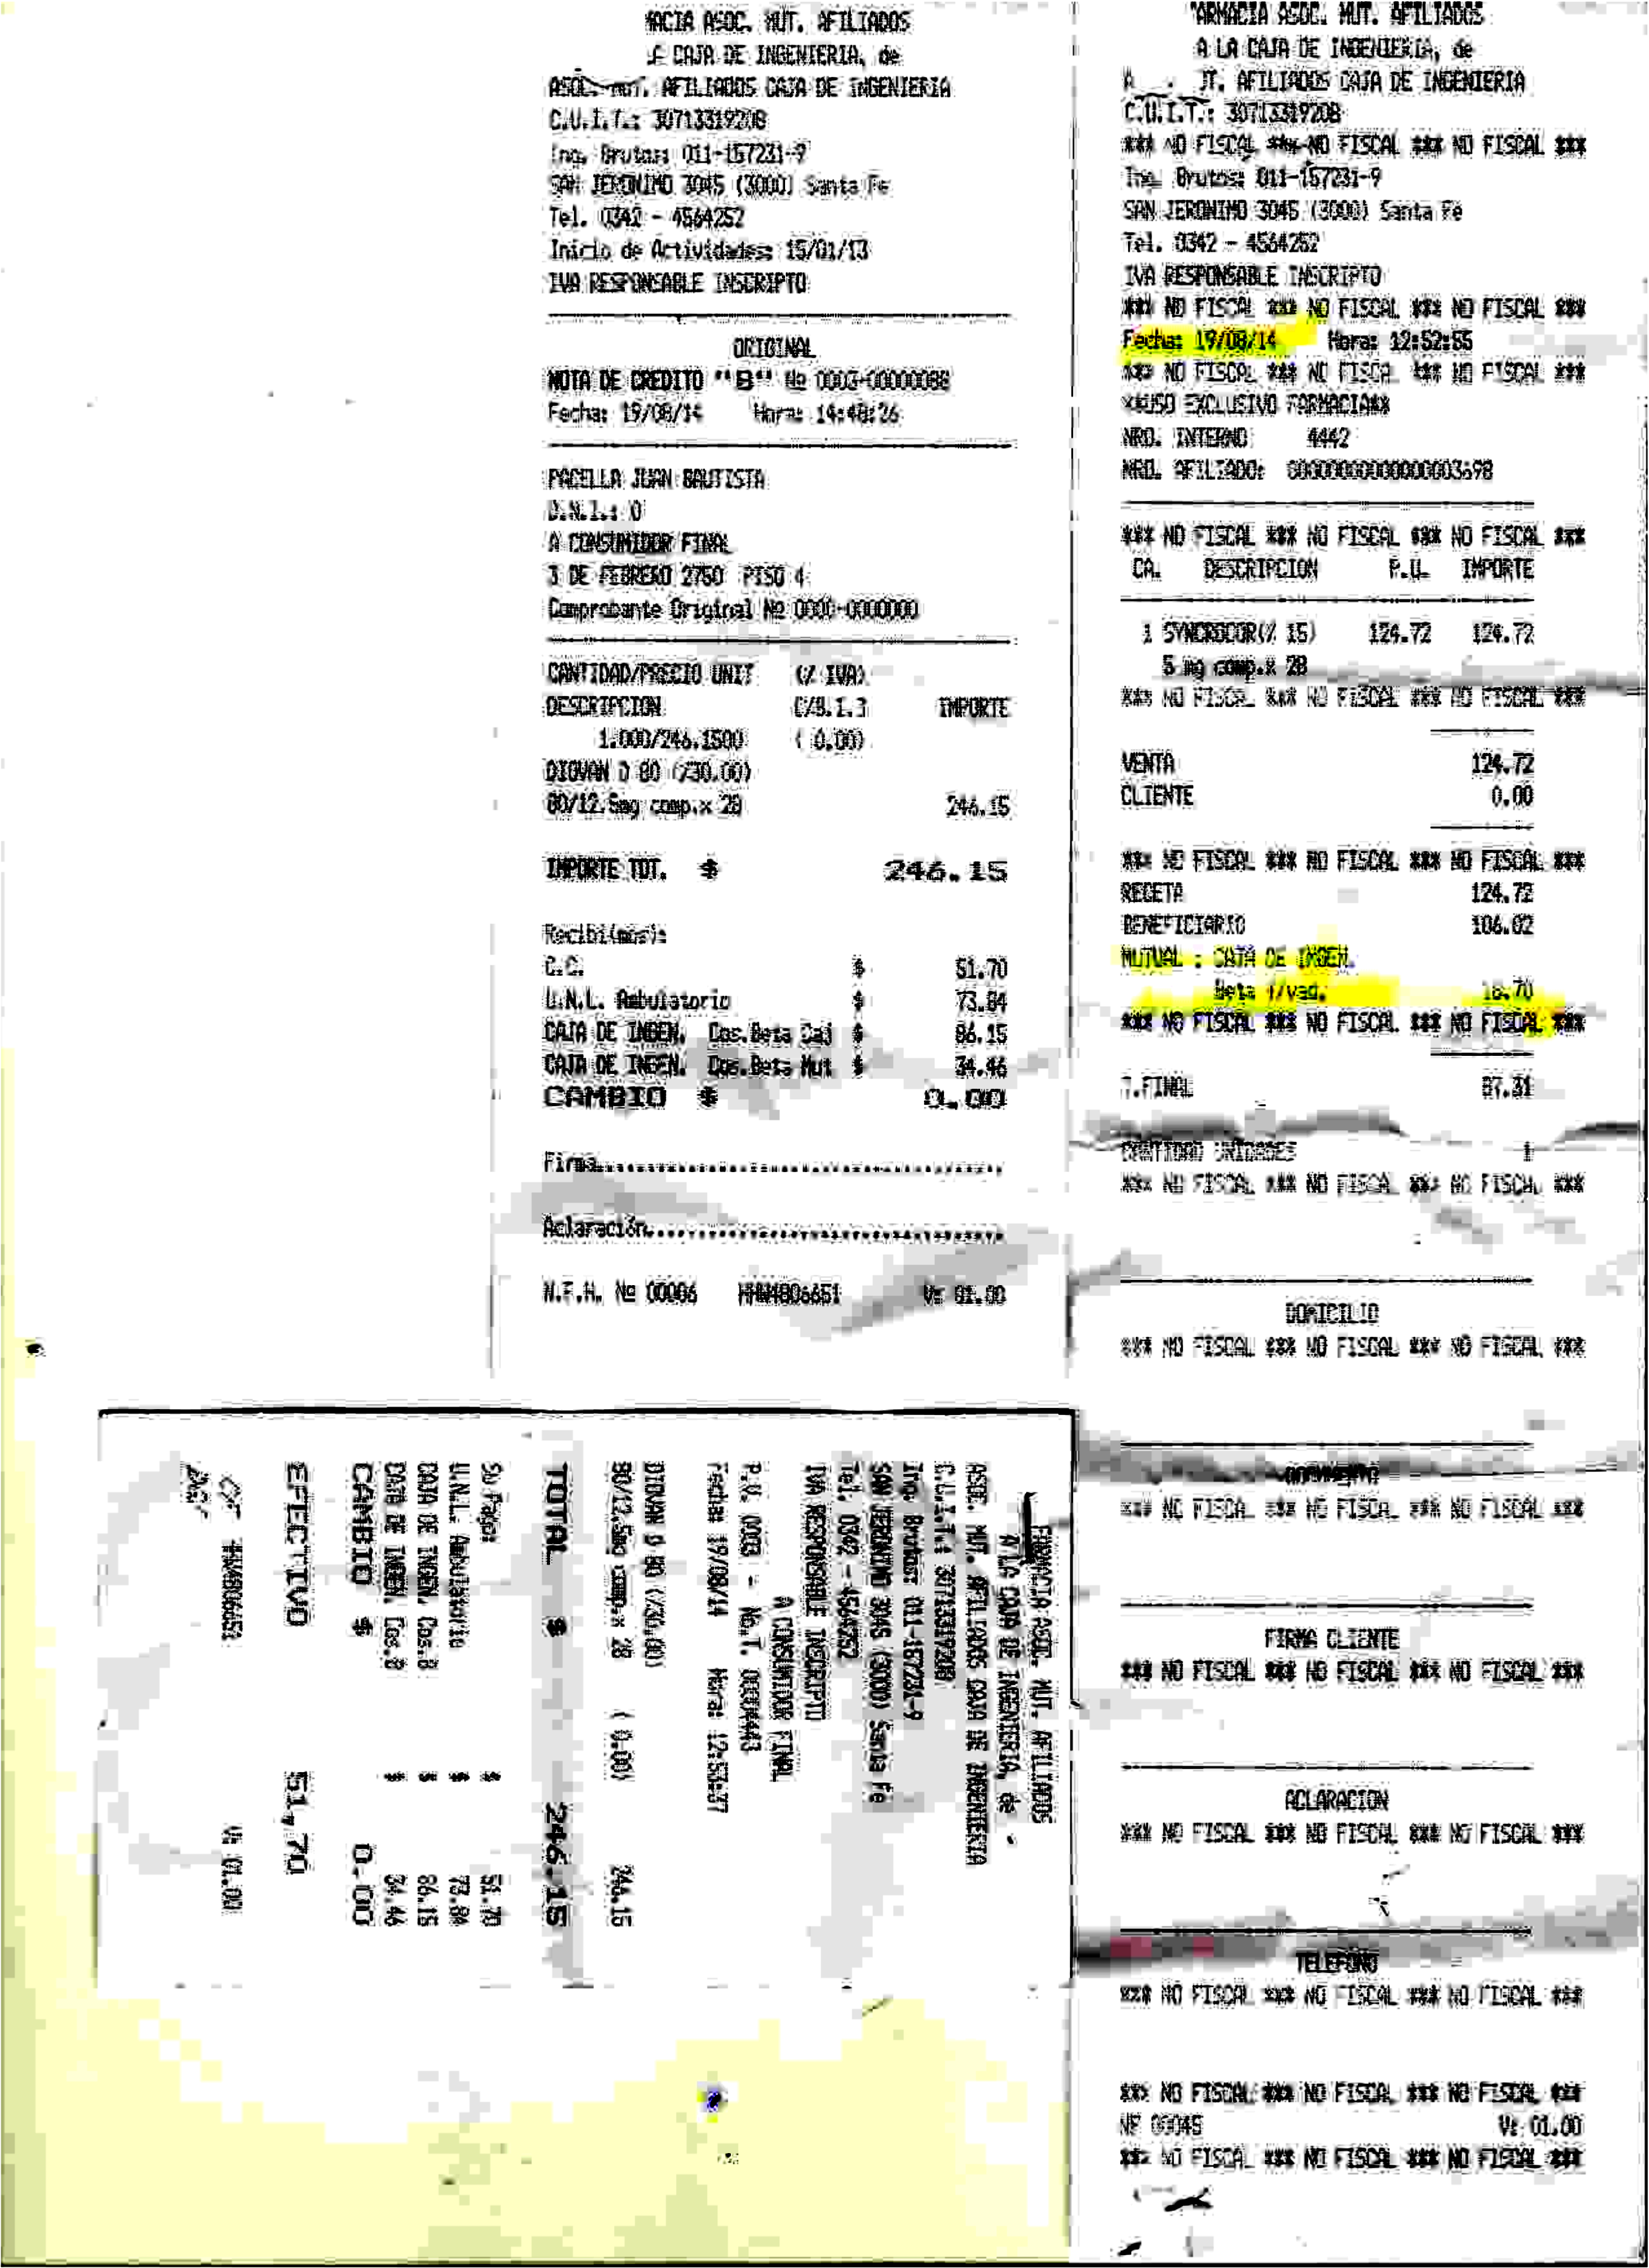 ACIA ASOC. MUT. AFILIADOS
CAJA DE INGENIERIA, de
ASOC. MUT. AFILIADOS CAJA DE INGENIERIA
C.U.I.T.: 30713319208
Ing. Brutos: 011-157231-9
SAN JERONIMO 3045 (3000) Santa Fe
Tel. 0342 - 4564252
Inicio de Actividades: 15/01/13
IVA RESPONSABLE INSCRIPTO
ORIGINAL
NOTA DE CREDITO "B" Nº 0003-00000088
Fecha: 19/08/14 Hora: 14:48:26
PACELLA JUAN BAUTISTA
D.N.I.: 0
A CONSUMIDOR FINAL
3 DE FEBRERO 2750 PISO 4
Comprobante Original Nº 0000-0000000
CANTIDAD/PRECIO UNIT (% IVA)
DESCRIPCION IMPORTE
1.000/246.1500 ( 0.00)
DIOVAN D 80 (%30.00)
80/12.5mg comp.x 28 246.15
IMPORTE TOT. $ 246.15
Recibi(mos):
C.C. $ 51.70
U.N.L. Ambulatorio $ 73.84
CAJA DE INGEN. Cos.Beta Caj $ 86.15
CAJA DE INGEN. Cos.Beta Mut $ 34.46
CAMBIO $ 0.00
Firma..............................
Aclaración..............................
N.F.H. Nº 00086 HHW4806651 V: 01.00
FARMACIA ASOC. MUT. AFILIADOS
A LA CAJA DE INGENIERIA, de
ASOC. MUT. AFILIADOS CAJA DE INGENIERIA
C.U.I.T.: 30713319208
Ing. Brutos: 011-157231-9
SAN JERONIMO 3045 (3000) Santa Fe
Tel. 0342 - 4564252
IVA RESPONSABLE INSCRIPTO
A CONSUMIDOR FINAL
P.V. 0003 - No.T. 00004443
Fecha: 19/08/14 Hora: 12:53:37
DIOVAN D 80 (%30.00)
80/12.5mg comp.x 28 ( 0.00) 246.15
TOTAL $ 246.15
Su Pago: $ 51.70
U.N.L. Ambulatorio $ 73.84
CAJA DE INGEN. Cos.B $ 86.15
CAJA DE INGEN. Cos.B $ 34.46
CAMBIO $ 0.00
EFECTIVO 51,70
CF HHW4806651 V: 01.00
ARMACIA ASOC. MUT. AFILIADOS
A LA CAJA DE INGENIERIA, de
A . UT. AFILIADOS CAJA DE INGENIERIA
C.U.I.T.: 30713319208
*** NO FISCAL *** NO FISCAL *** NO FISCAL ***
Ing. Brutos: 011-157231-9
SAN JERONIMO 3045 (3000) Santa Fe
Tel. 0342 - 4564252
IVA RESPONSABLE INSCRIPTO
*** NO FISCAL *** NO FISCAL *** NO FISCAL ***
Fecha: 19/08/14 Hora: 12:52:55
*** NO FISCAL *** NO FISCAL *** NO FISCAL ***
**USO EXCLUSIVO FARMACIA**
NRO. INTERNO 4442
NRO. AFILIADO: 0000000000000003698
*** NO FISCAL *** NO FISCAL *** NO FISCAL ***
CA. DESCRIPCION P.U. IMPORTE
1 SYNCROCOR(% 15) 124.72 124.72
5 mg comp.x 28
*** NO FISCAL *** NO FISCAL *** NO FISCAL ***
VENTA 124.72
CLIENTE 0.00
*** NO FISCAL *** NO FISCAL *** NO FISCAL ***
RECETA 124.72
BENEFICIARIO 106.02
MUTUAL : CAJA DE INGEN.
Beta f/vad. 18.70
*** NO FISCAL *** NO FISCAL *** NO FISCAL ***
T.FINAL 87.31
CANTIDAD UNIDADES 1
*** NO FISCAL *** NO FISCAL *** NO FISCAL ***
DOMICILIO
*** NO FISCAL *** NO FISCAL *** NO FISCAL ***
DOCUMENTO
*** NO FISCAL *** NO FISCAL *** NO FISCAL ***
FIRMA CLIENTE
*** NO FISCAL *** NO FISCAL *** NO FISCAL ***
ACLARACION
*** NO FISCAL *** NO FISCAL *** NO FISCAL ***
TELEFONO
*** NO FISCAL *** NO FISCAL *** NO FISCAL ***
*** NO FISCAL *** NO FISCAL *** NO FISCAL ***
NF 00045 V: 01.00
*** NO FISCAL *** NO FISCAL *** NO FISCAL ***